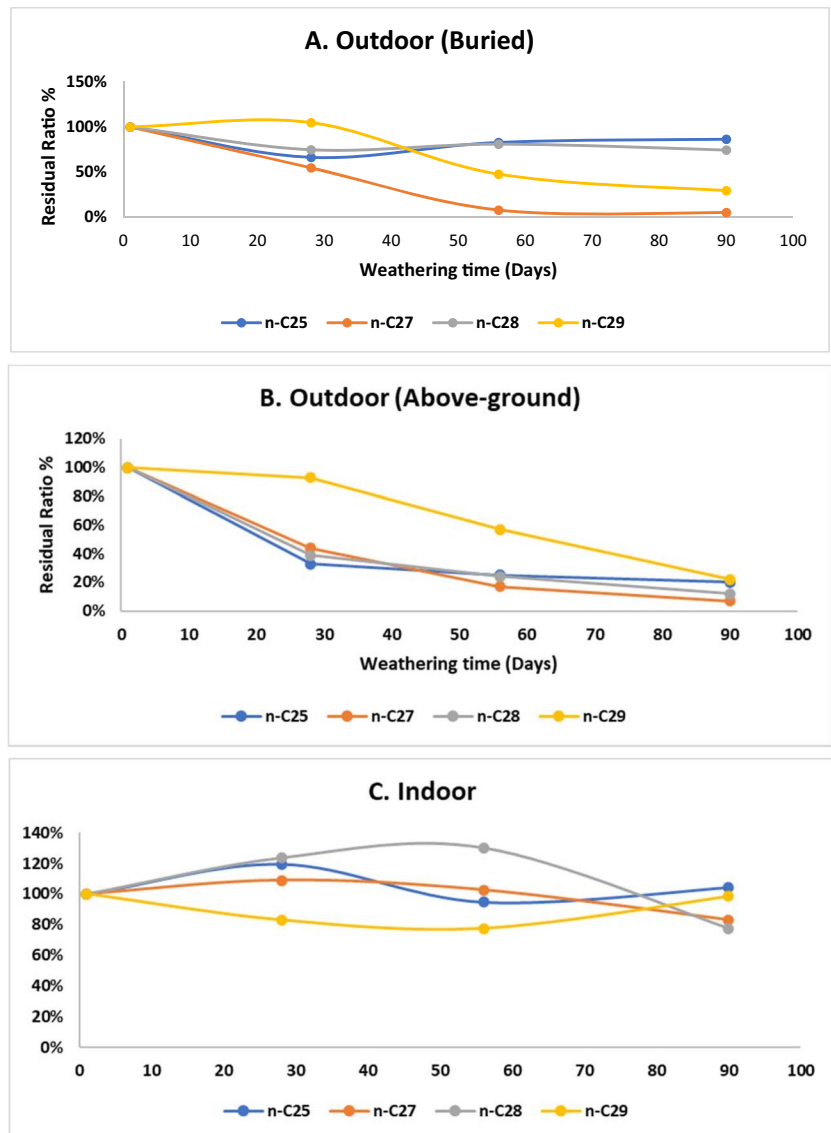 A. Outdoor (Buried)
150%
100%
50%
0%
Residual Ratio %
0 10 20 30 40 50 60 70 80 90 100
Weathering time (Days)
n-C25 n-C27 n-C28 n-C29
B. Outdoor (Above-ground)
120%
100%
80%
60%
40%
20%
0%
Residual Ratio %
0 10 20 30 40 50 60 70 80 90 100
Weathering time (Days)
n-C25 n-C27 n-C28 n-C29
C. Indoor
140%
120%
100%
80%
60%
40%
20%
0%
0 10 20 30 40 50 60 70 80 90 100
n-C25 n-C27 n-C28 n-C29